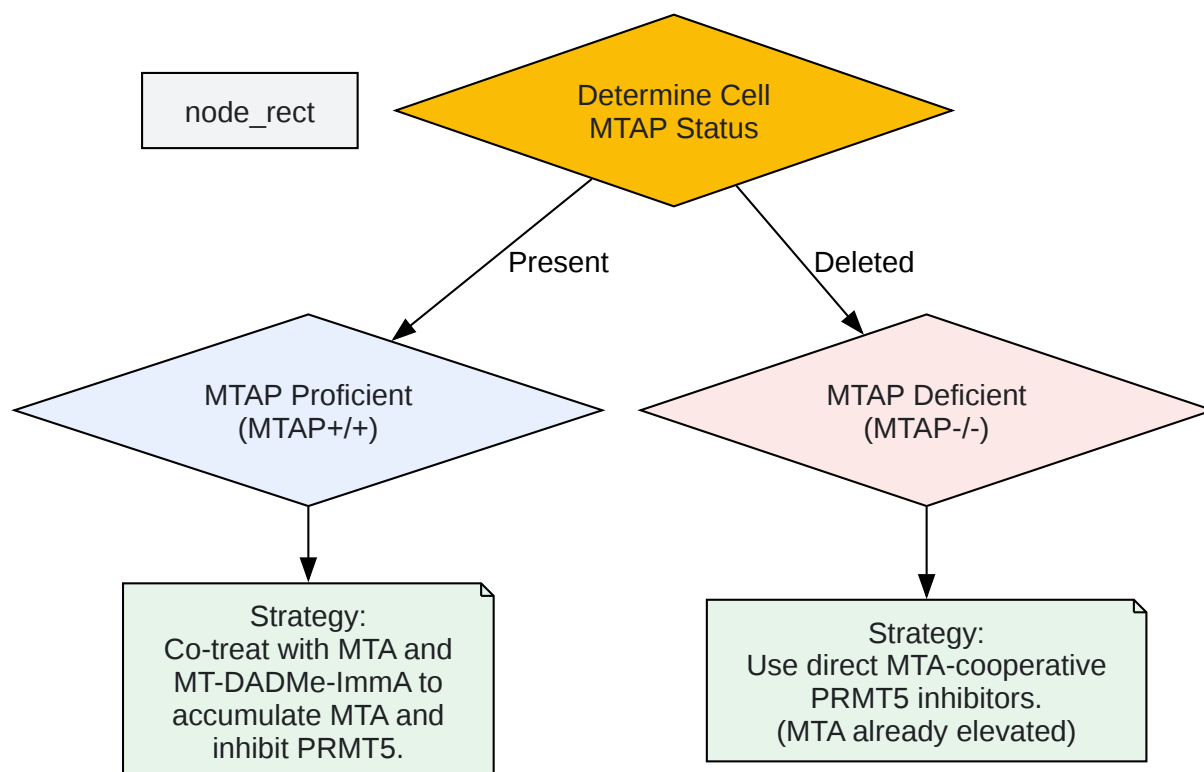 node_rect
Determine Cell
MTAP Status
Present
Deleted
MTAP Proficient
(MTAP+/+)
MTAP Deficient
(MTAP-/-)
Strategy:
Co-treat with MTA and
MT-DADMe-ImmA to
accumulate MTA and
inhibit PRMT5.
Strategy:
Use direct MTA-cooperative
PRMT5 inhibitors.
(MTA already elevated)